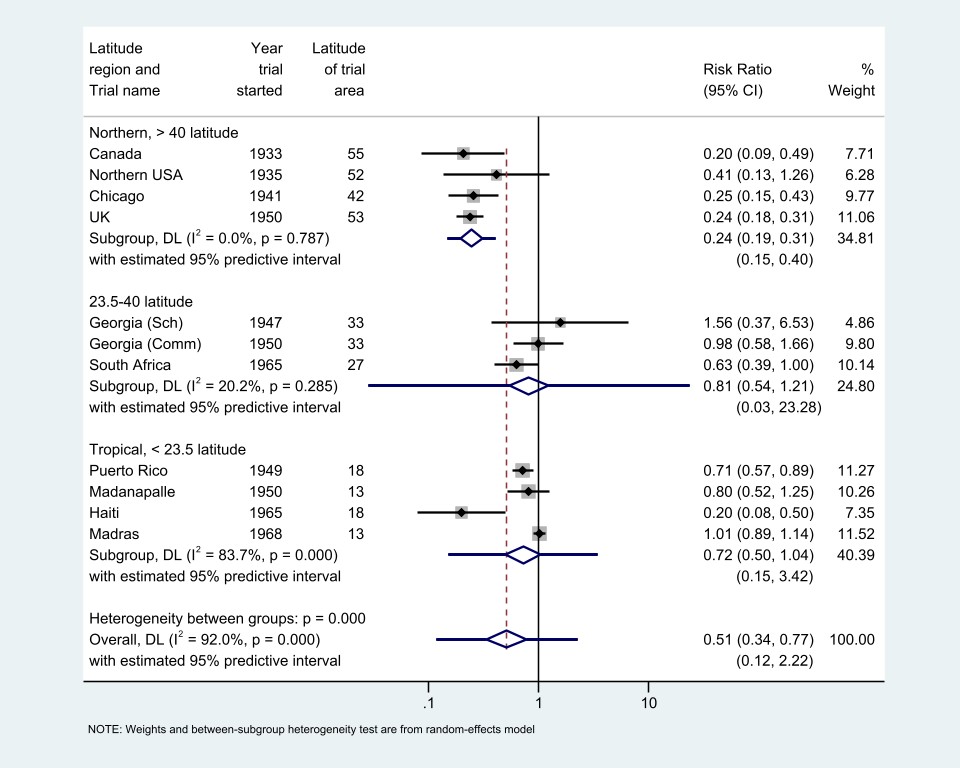 Latitude Year Latitude
region and trial of trial Risk Ratio %
Trial name started area (95% CI) Weight
Northern, > 40 latitude
Canada 1933 55 0.20 (0.09, 0.49) 7.71
Northern USA 1935 52 0.41 (0.13, 1.26) 6.28
Chicago 1941 42 0.25 (0.15, 0.43) 9.77
UK 1950 53 0.24 (0.18, 0.31) 11.06
Subgroup, DL (I² = 0.0%, p = 0.787) 0.24 (0.19, 0.31) 34.81
with estimated 95% predictive interval (0.15, 0.40)
23.5-40 latitude
Georgia (Sch) 1947 33 1.56 (0.37, 6.53) 4.86
Georgia (Comm) 1950 33 0.98 (0.58, 1.66) 9.80
South Africa 1965 27 0.63 (0.39, 1.00) 10.14
Subgroup, DL (I² = 20.2%, p = 0.285) 0.81 (0.54, 1.21) 24.80
with estimated 95% predictive interval (0.03, 23.28)
Tropical, < 23.5 latitude
Puerto Rico 1949 18 0.71 (0.57, 0.89) 11.27
Madanapalle 1950 13 0.80 (0.52, 1.25) 10.26
Haiti 1965 18 0.20 (0.08, 0.50) 7.35
Madras 1968 13 1.01 (0.89, 1.14) 11.52
Subgroup, DL (I² = 83.7%, p = 0.000) 0.72 (0.50, 1.04) 40.39
with estimated 95% predictive interval (0.15, 3.42)
Heterogeneity between groups: p = 0.000
Overall, DL (I² = 92.0%, p = 0.000) 0.51 (0.34, 0.77) 100.00
with estimated 95% predictive interval (0.12, 2.22)
.1 1 10
NOTE: Weights and between-subgroup heterogeneity test are from random-effects model